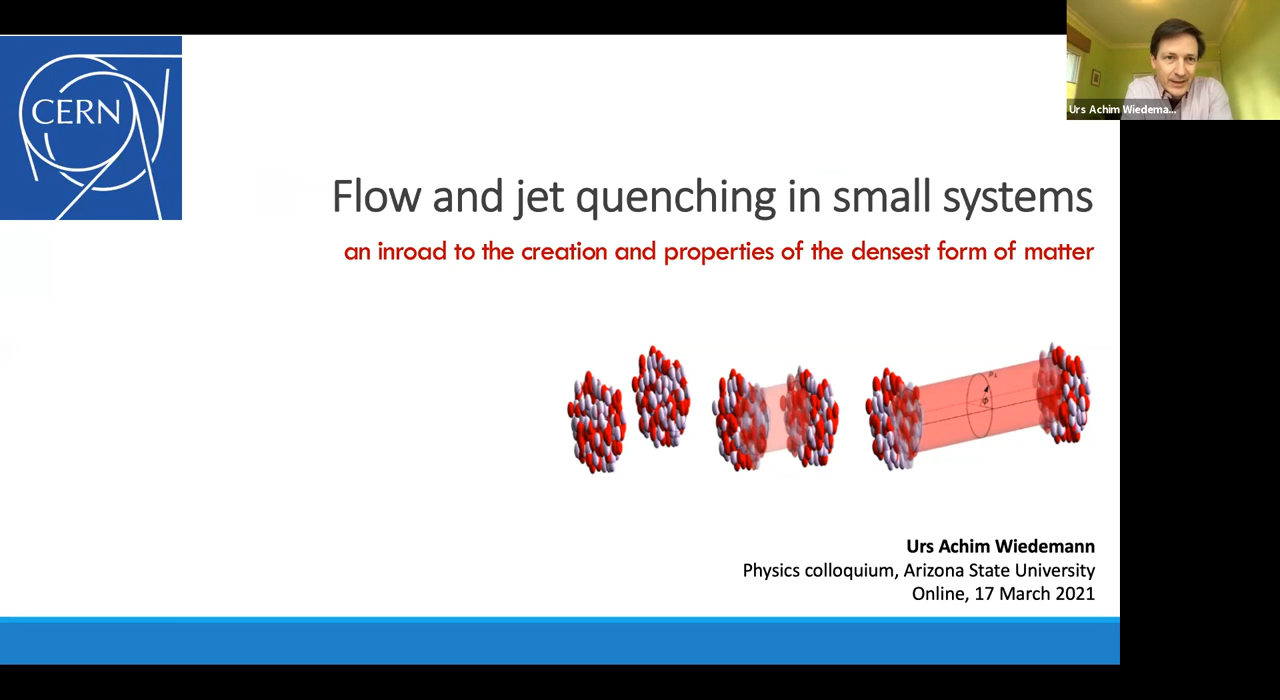 CERN
Urs Achim Wiedema...
Flow and jet quenching in small systems
an inroad to the creation and properties of the densest form of matter
Urs Achim Wiedemann
Physics colloquium, Arizona State University
Online, 17 March 2021